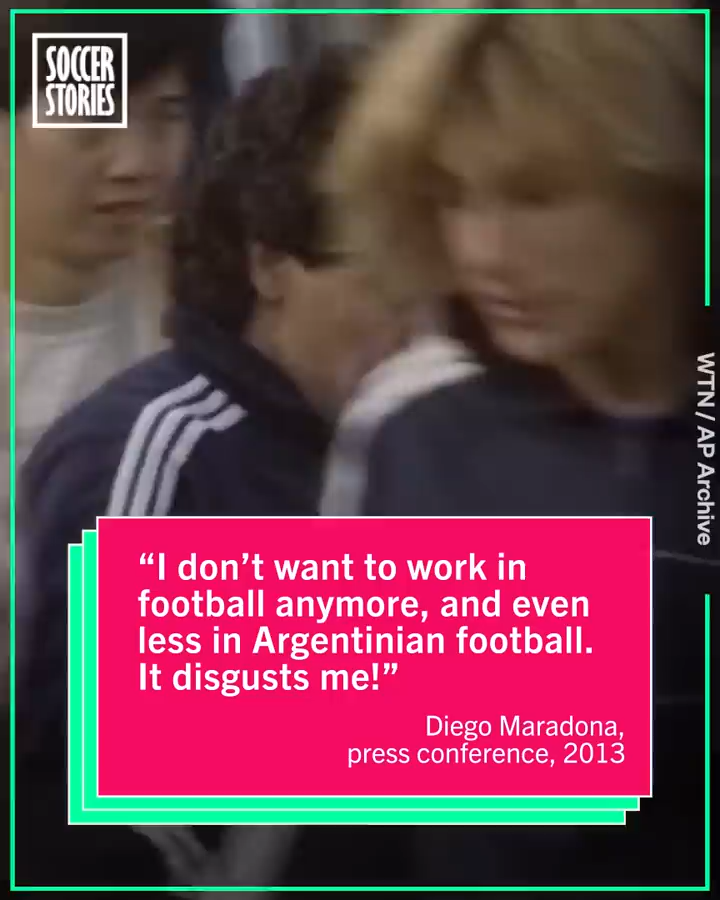 SOCCER
STORIES
WTN / AP Archive
“I don’t want to work in
football anymore, and even
less in Argentinian football.
It disgusts me!”
Diego Maradona,
press conference, 2013